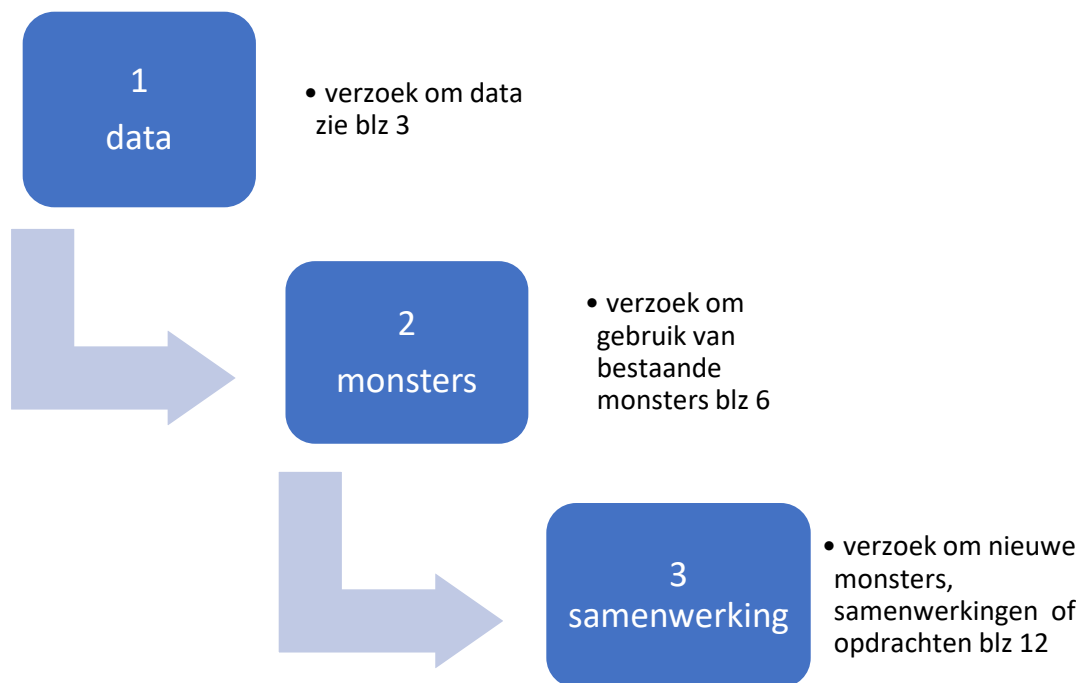 1
data
• verzoek om data
zie blz 3
2
monsters
• verzoek om
gebruik van
bestaande
monsters blz 6
3
samenwerking
• verzoek om nieuwe
monsters,
samenwerkingen of
opdrachten blz 12